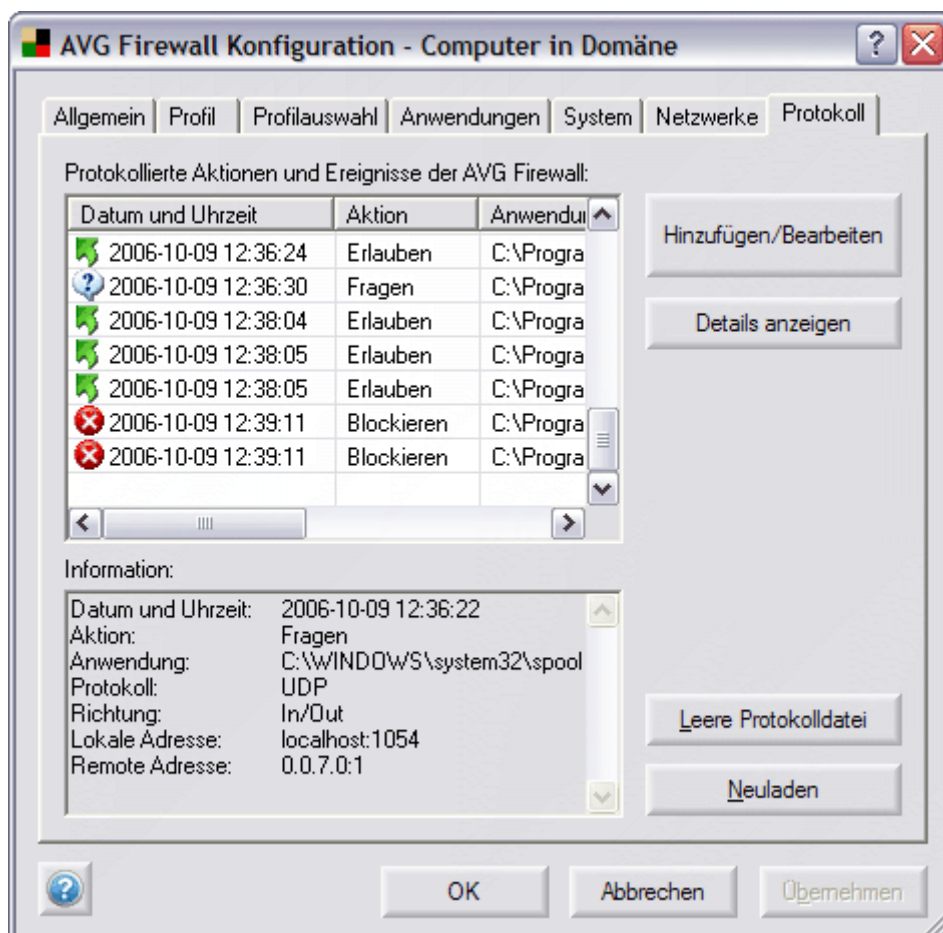 AVG Firewall Konfiguration - Computer in Domäne
Allgemein Profil Profilauswahl Anwendungen System Netzwerke Protokoll
Protokollierte Aktionen und Ereignisse der AVG Firewall:
Datum und Uhrzeit Aktion Anwendu
2006-10-09 12:36:24 Erlauben C:\Progra
2006-10-09 12:36:30 Fragen C:\Progra
2006-10-09 12:38:04 Erlauben C:\Progra
2006-10-09 12:38:05 Erlauben C:\Progra
2006-10-09 12:38:05 Erlauben C:\Progra
2006-10-09 12:39:11 Blockieren C:\Progra
2006-10-09 12:39:11 Blockieren C:\Progra
Hinzufügen/Bearbeiten
Details anzeigen
Information:
Datum und Uhrzeit: 2006-10-09 12:36:22
Aktion: Fragen
Anwendung: C:\WINDOWS\system32\spool
Protokoll: UDP
Richtung: In/Out
Lokale Adresse: localhost:1054
Remote Adresse: 0.0.7.0:1
Leere Protokolldatei
Neuladen
OK Abbrechen Übernehmen